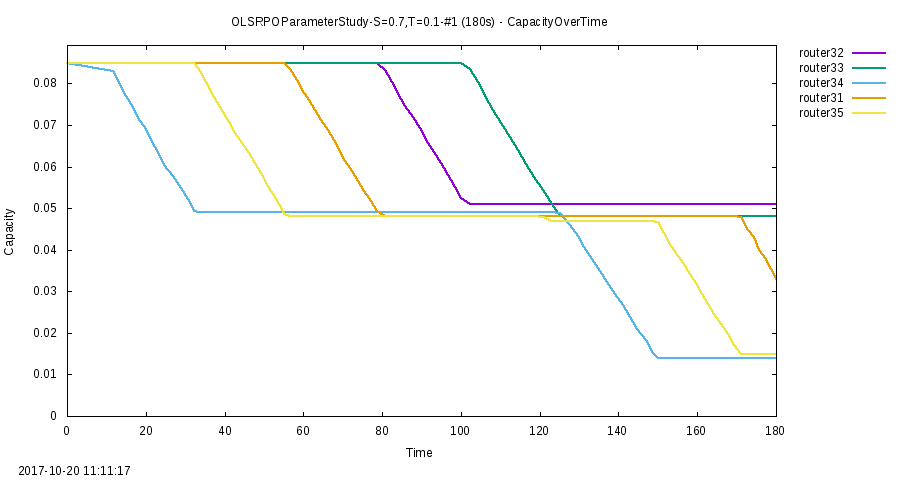 OLSRPOParameterStudy-S=0.7,T=0.1-#1 (180s) - CapacityOverTime
router32
router33
router34
router31
router35
0.08
0.07
0.06
0.05
0.04
0.03
0.02
0.01
0
Capacity
0 20 40 60 80 100 120 140 160 180
Time
2017-10-20 11:11:17